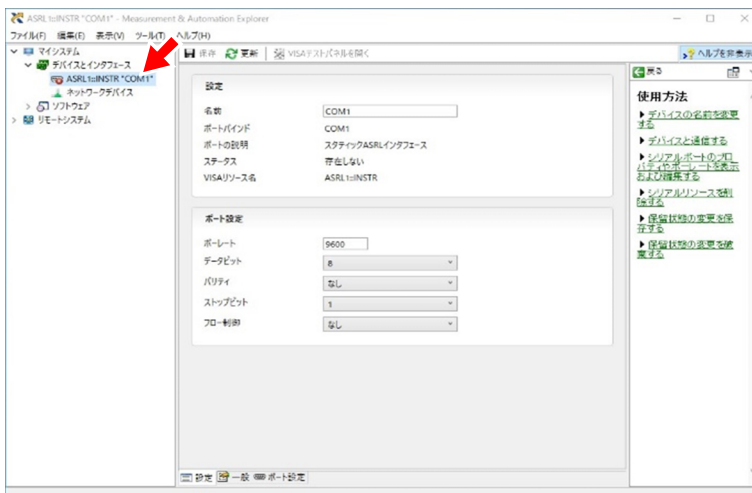 ASRL1::INSTR "COM1" - Measurement & Automation Explorer
ファイル(F) 編集(E) 表示(V) ツール(T) ヘルプ(H)
マイシステム
デバイスとインタフェース
ASRL1::INSTR "COM1"
ネットワークデバイス
ソフトウェア
リモートシステム
保存 更新 VISAテストパネルを開く
ヘルプを非表示
設定
名前 COM1
ポートバインド COM1
ポートの説明 スタティックASRLインタフェース
ステータス 存在しない
VISAリソース名 ASRL1::INSTR
ポート設定
ボーレート 9600
データビット 8
パリティ なし
ストップビット 1
フロー制御 なし
設定 一般 ポート設定
戻る
使用方法
デバイスの名前を変更
する
デバイスと通信する
シリアルポートのプロ
パティやボーレートを表示
および編集する
シリアルリソースを削
除する
保留状態の変更を保
存する
保留状態の変更を破
棄する